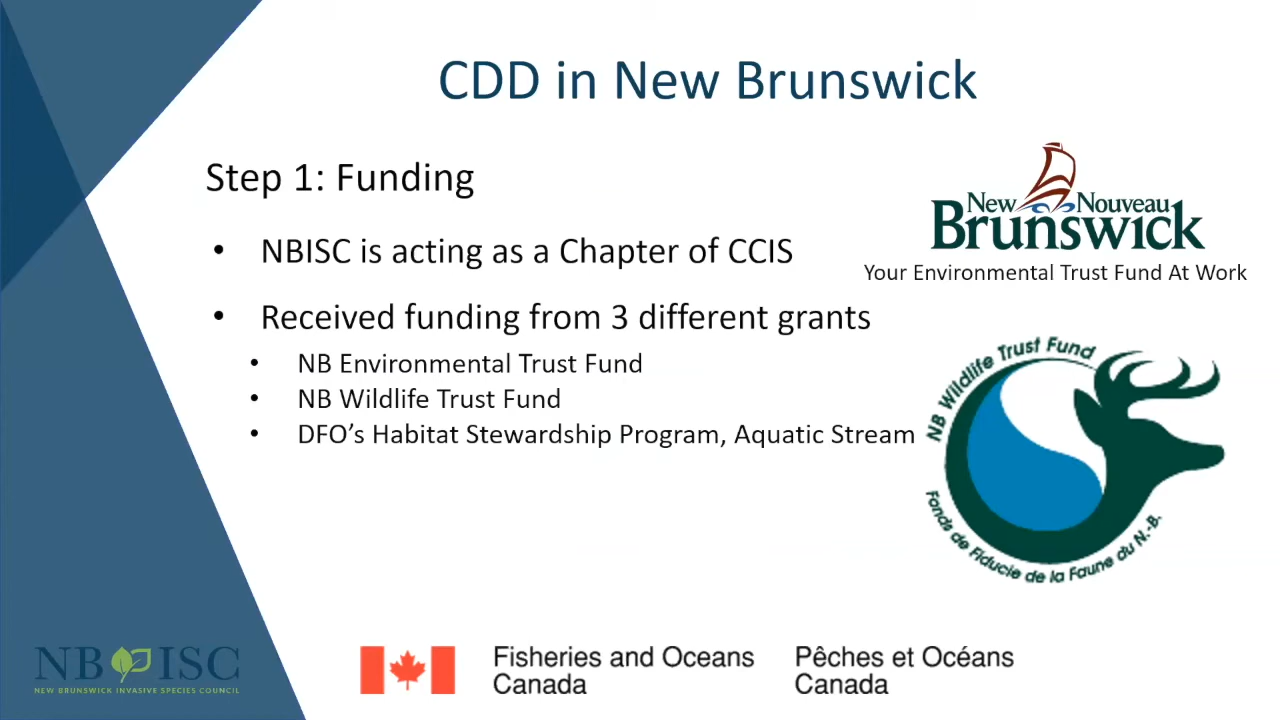 CDD in New Brunswick
Step 1: Funding
• NBISC is acting as a Chapter of CCIS
• Received funding from 3 different grants
• NB Environmental Trust Fund
• NB Wildlife Trust Fund
• DFO’s Habitat Stewardship Program, Aquatic Stream
New Nouveau
Brunswick
Your Environmental Trust Fund At Work
NB Wildlife Trust Fund
Fonds de Fiducie de la Faune du N.-B.
NB ISC
NEW BRUNSWICK INVASIVE SPECIES COUNCIL
Fisheries and Oceans
Canada
Pêches et Océans
Canada